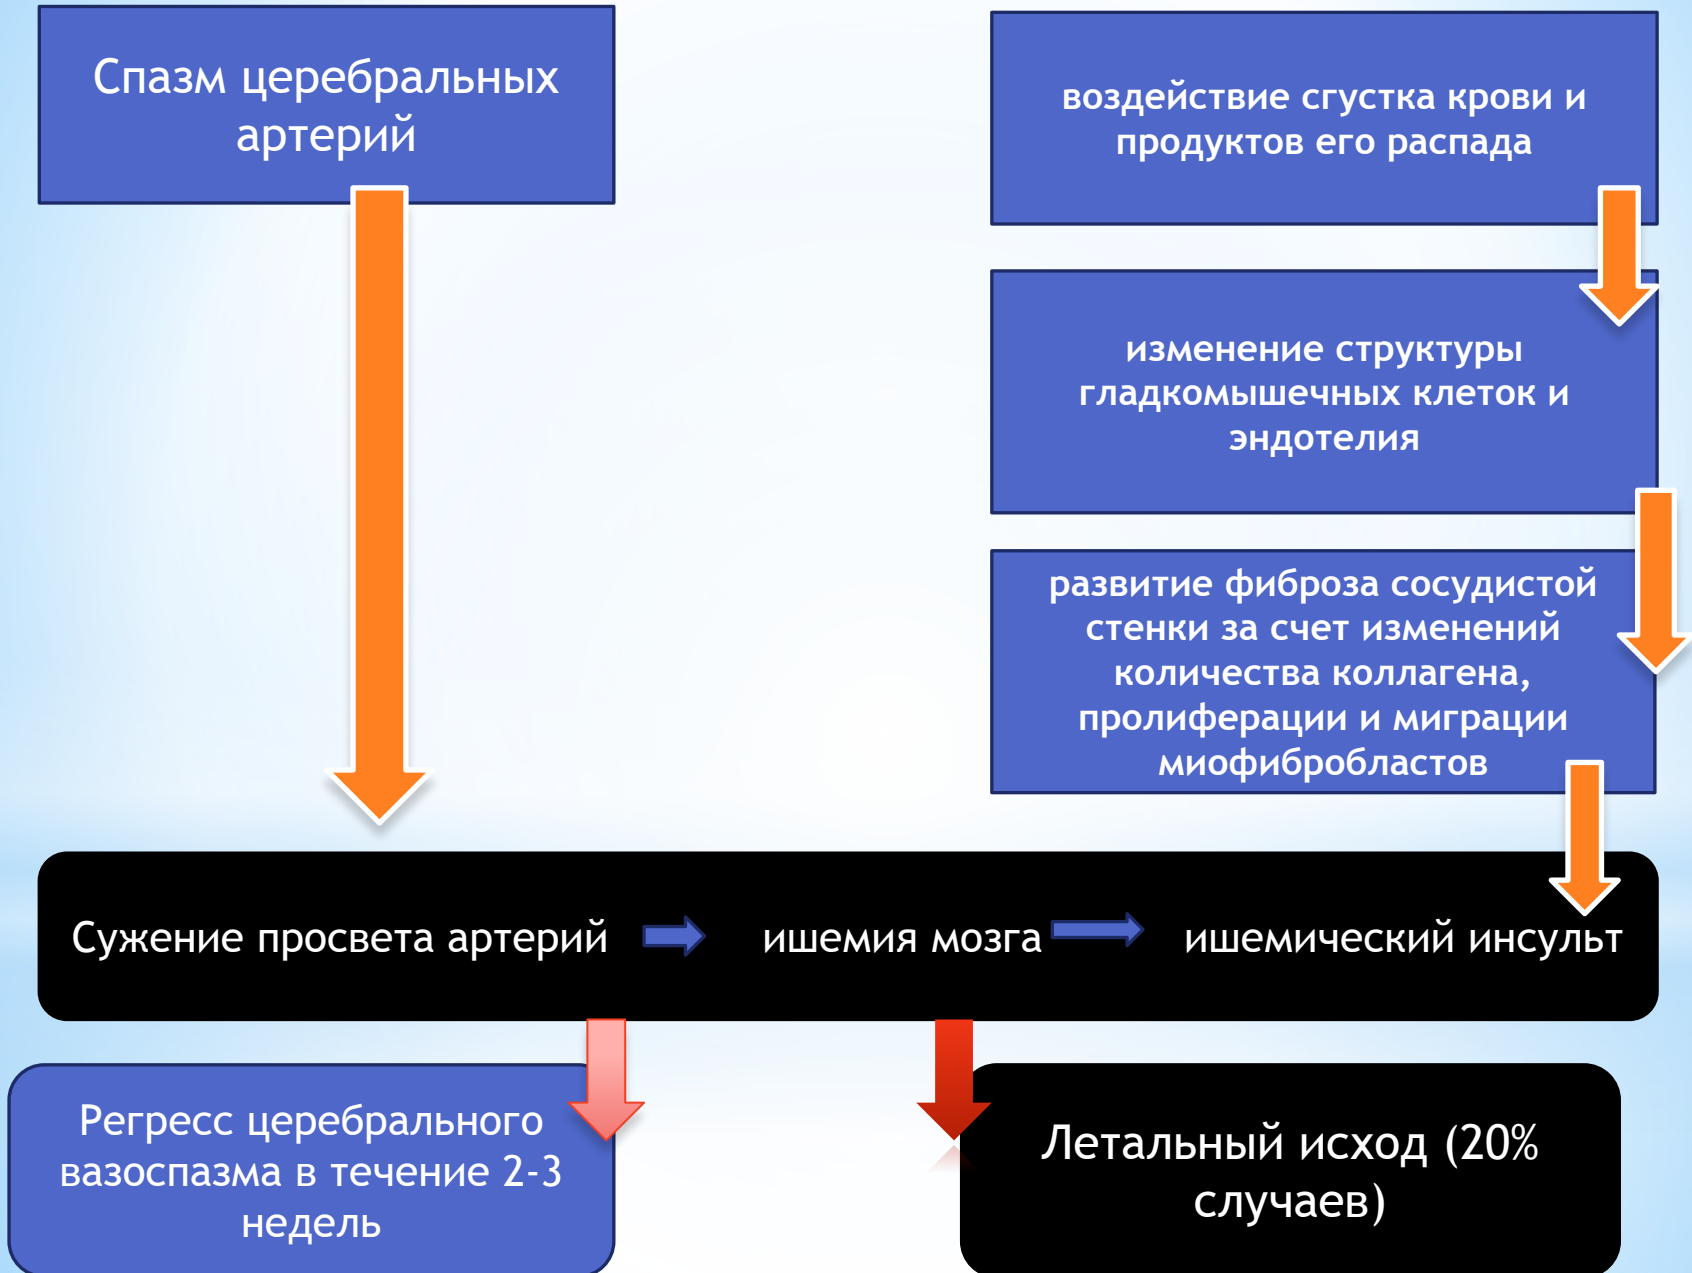 Спазм церебральных
артерий
воздействие сгустка крови и
продуктов его распада
изменение структуры
гладкомышечных клеток и
эндотелия
развитие фиброза сосудистой
стенки за счет изменений
количества коллагена,
пролиферации и миграции
миофибробластов
Сужение просвета артерий ишемия мозга ишемический инсульт
Регресс церебрального
вазоспазма в течение 2-3
недель
Летальный исход (20%
случаев)